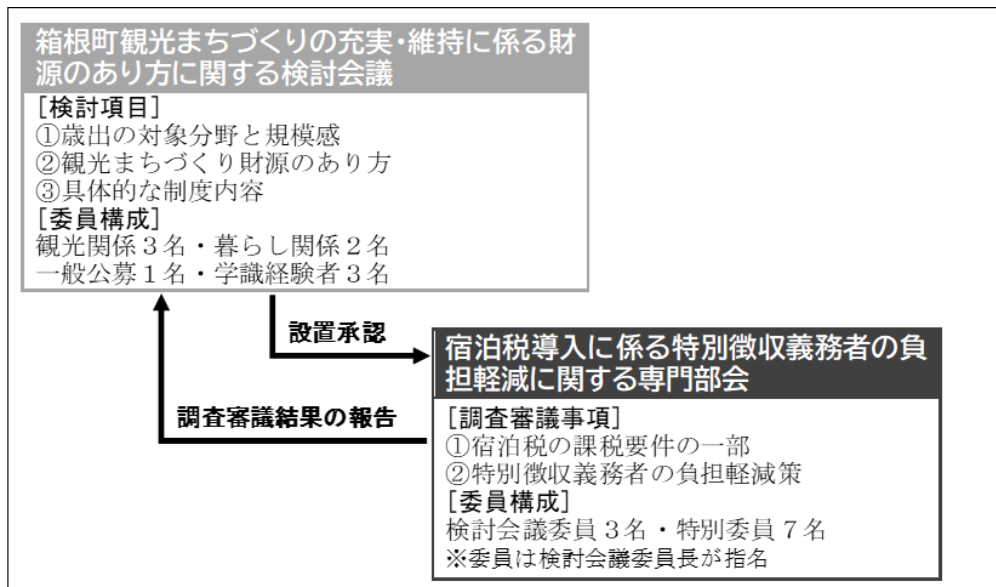 箱根町観光まちづくりの充実・維持に係る財
源のあり方に関する検討会議
[検討項目]
①歳出の対象分野と規模感
②観光まちづくり財源のあり方
③具体的な制度内容
[委員構成]
観光関係３名・暮らし関係２名
一般公募１名・学識経験者３名
設置承認
調査審議結果の報告
宿泊税導入に係る特別徴収義務者の負
担軽減に関する専門部会
[調査審議事項]
①宿泊税の課税要件の一部
②特別徴収義務者の負担軽減策
[委員構成]
検討会議委員３名・特別委員７名
※委員は検討会議委員長が指名